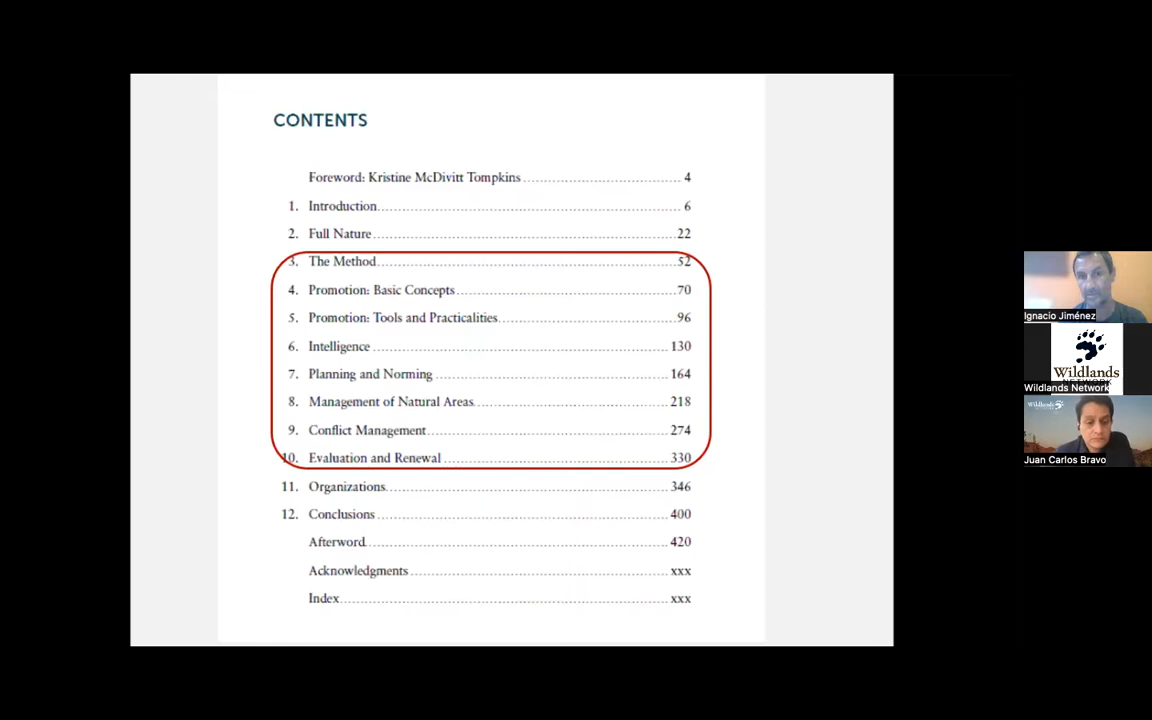 CONTENTS
Foreword: Kristine McDivitt Tompkins 4
1. Introduction 6
2. Full Nature 22
3. The Method 52
4. Promotion: Basic Concepts 70
5. Promotion: Tools and Practicalities 96
6. Intelligence 130
7. Planning and Norming 164
8. Management of Natural Areas 218
9. Conflict Management 274
10. Evaluation and Renewal 330
11. Organizations 346
12. Conclusions 400
Afterword 420
Acknowledgments xxx
Index xxx
Ignacio Jiménez
Wildlands
NETWORK
Wildlands Network
Wildlands
Juan Carlos Bravo